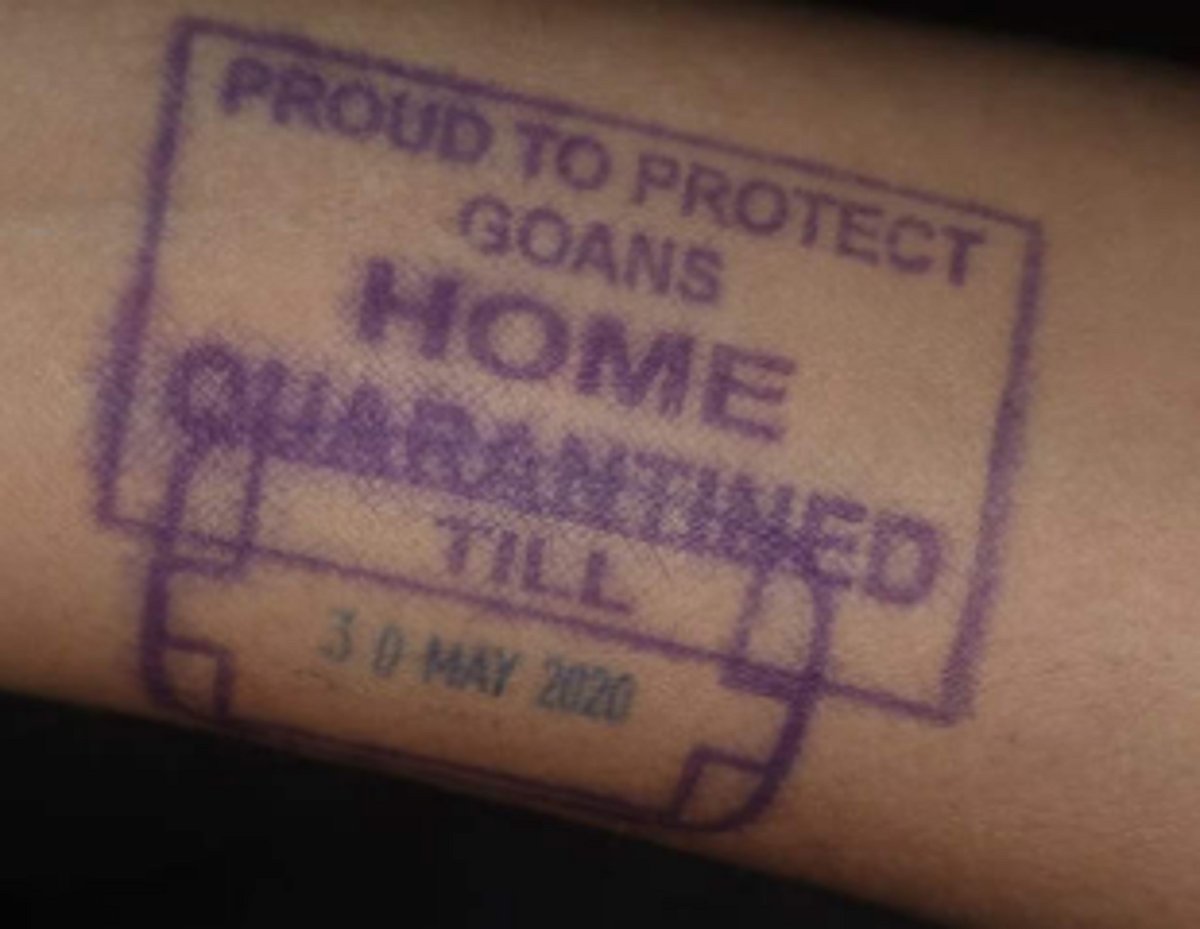 PROUD TO PROTECT
GOANS
HOME
QUARANTINED
TILL
30 MAY 2020